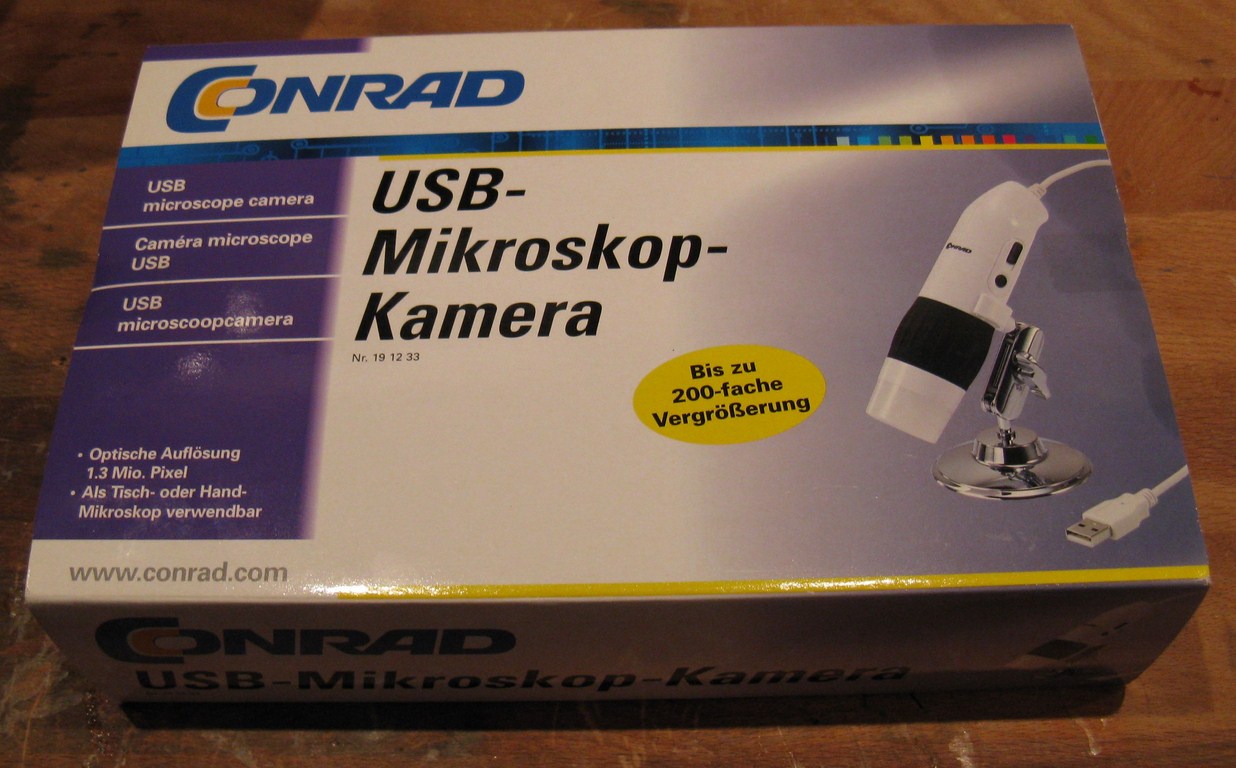 CONRAD
USB
microscope camera
Caméra microscope
USB
USB
microscoopcamera
USB-
Mikroskop-
Kamera
Nr. 19 12 33
Bis zu
200-fache
Vergrößerung
CONRAD
• Optische Auflösung
1.3 Mio. Pixel
• Als Tisch- oder Hand-
Mikroskop verwendbar
www.conrad.com
CONRAD
USB-Mikroskop-Kamera